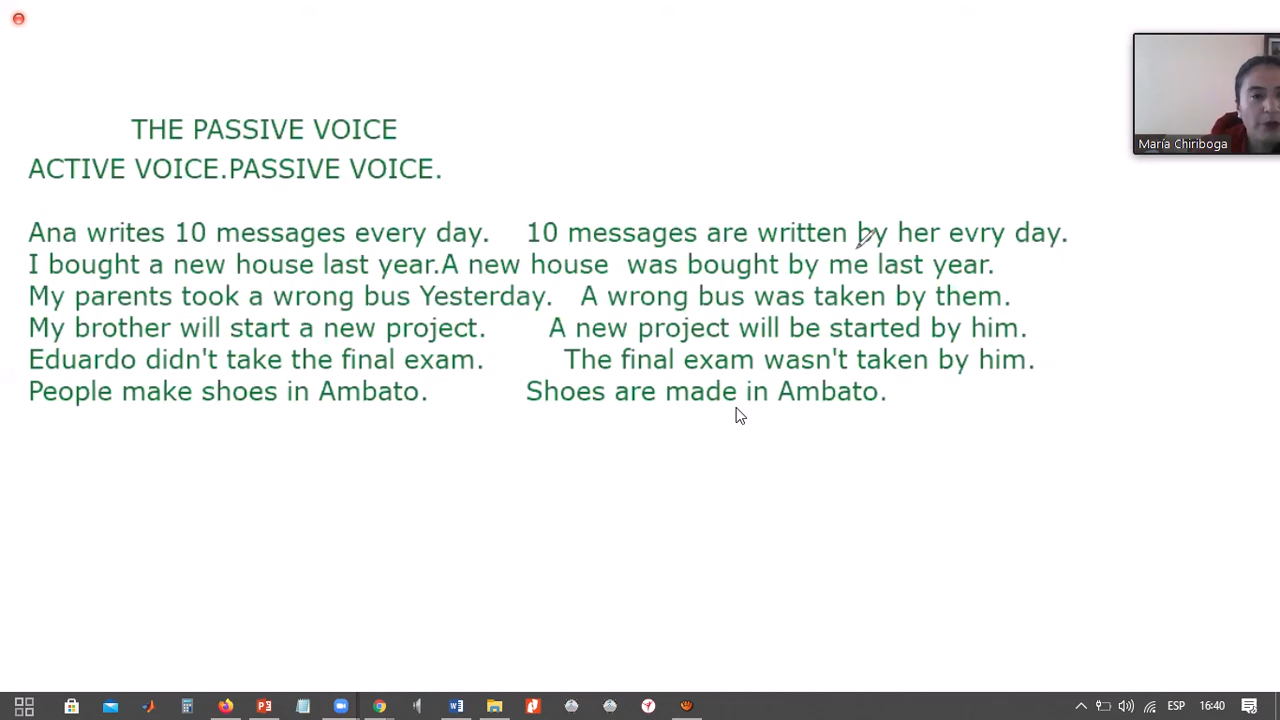 THE PASSIVE VOICE
ACTIVE VOICE.PASSIVE VOICE.
Ana writes 10 messages every day. 10 messages are written by her evry day.
I bought a new house last year.A new house was bought by me last year.
My parents took a wrong bus Yesterday. A wrong bus was taken by them.
My brother will start a new project. A new project will be started by him.
Eduardo didn't take the final exam. The final exam wasn't taken by him.
People make shoes in Ambato. Shoes are made in Ambato.
María Chiriboga
ESP 16:40